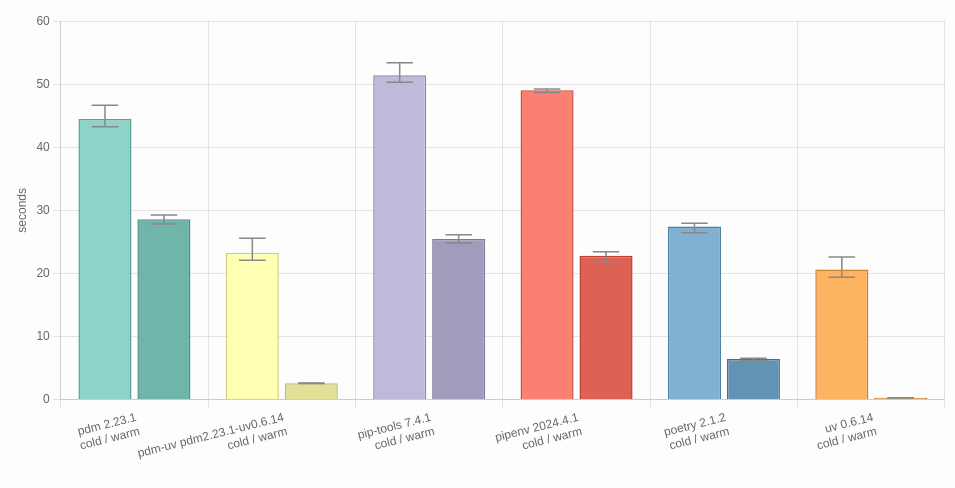 60
50
40
30
20
10
0
seconds
pdm 2.23.1
cold / warm
pdm-uv pdm2.23.1-uv0.6.14
cold / warm
pip-tools 7.4.1
cold / warm
pipenv 2024.4.1
cold / warm
poetry 2.1.2
cold / warm
uv 0.6.14
cold / warm